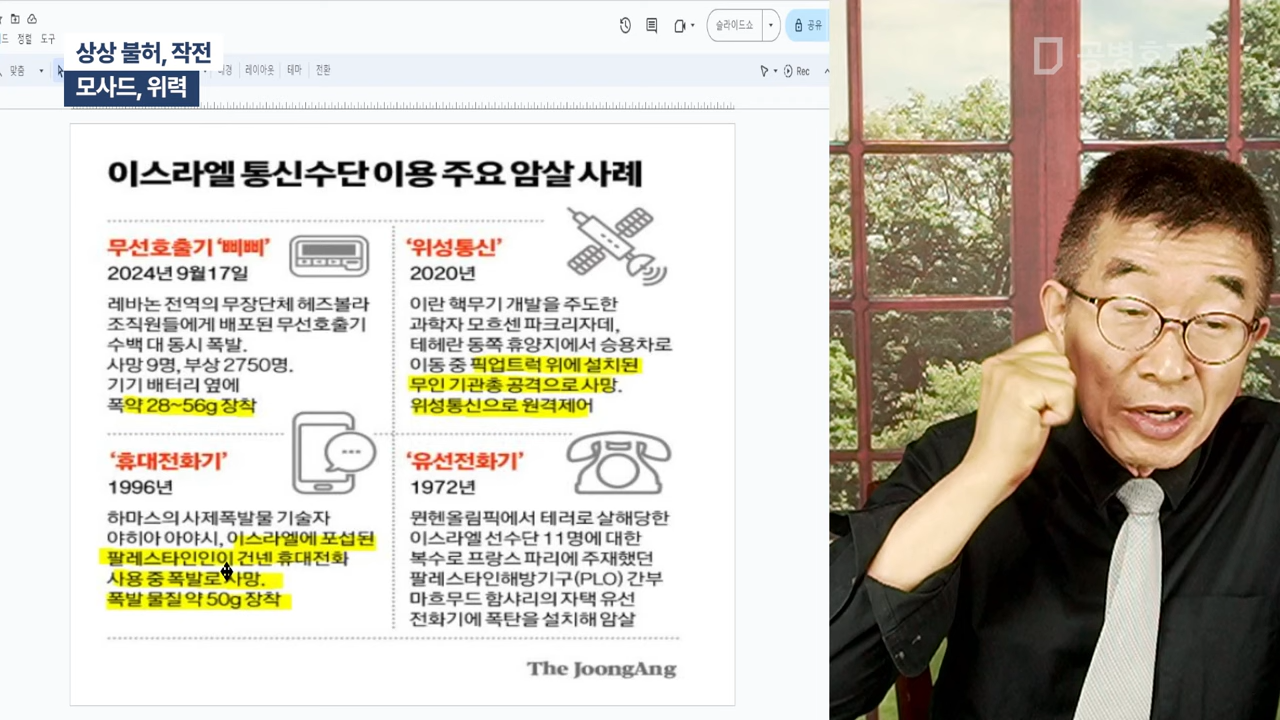 정렬 도구
슬라이드쇼
공유
상상 불허, 작전
모사드, 위력
맞춤
레이아웃
테마
전환
Rec
이스라엘 통신수단 이용 주요 암살 사례
무선호출기 ‘삐삐’
2024년 9월17일
레바논 전역의 무장단체 헤즈볼라
조직원들에게 배포된 무선호출기
수백 대 동시 폭발.
사망 9명, 부상 2750명.
기기 배터리 옆에
폭약 28~56g 장착
‘위성통신’
2020년
이란 핵무기 개발을 주도한
과학자 모흐센 파크리자데,
테헤란 동쪽 휴양지에서 승용차로
이동 중 픽업트럭 위에 설치된
무인 기관총 공격으로 사망.
위성통신으로 원격제어
‘휴대전화기’
1996년
하마스의 사제폭발물 기술자
야히아 아야시, 이스라엘에 포섭된
팔레스타인인이 건넨 휴대전화
사용 중 폭발로 사망.
폭발 물질 약 50g 장착
‘유선전화기’
1972년
뮌헨올림픽에서 테러로 살해당한
이스라엘 선수단 11명에 대한
복수로 프랑스 파리에 주재했던
팔레스타인해방기구(PLO) 간부
마흐무드 함샤리의 자택 유선
전화기에 폭탄을 설치해 암살
The JoongAng